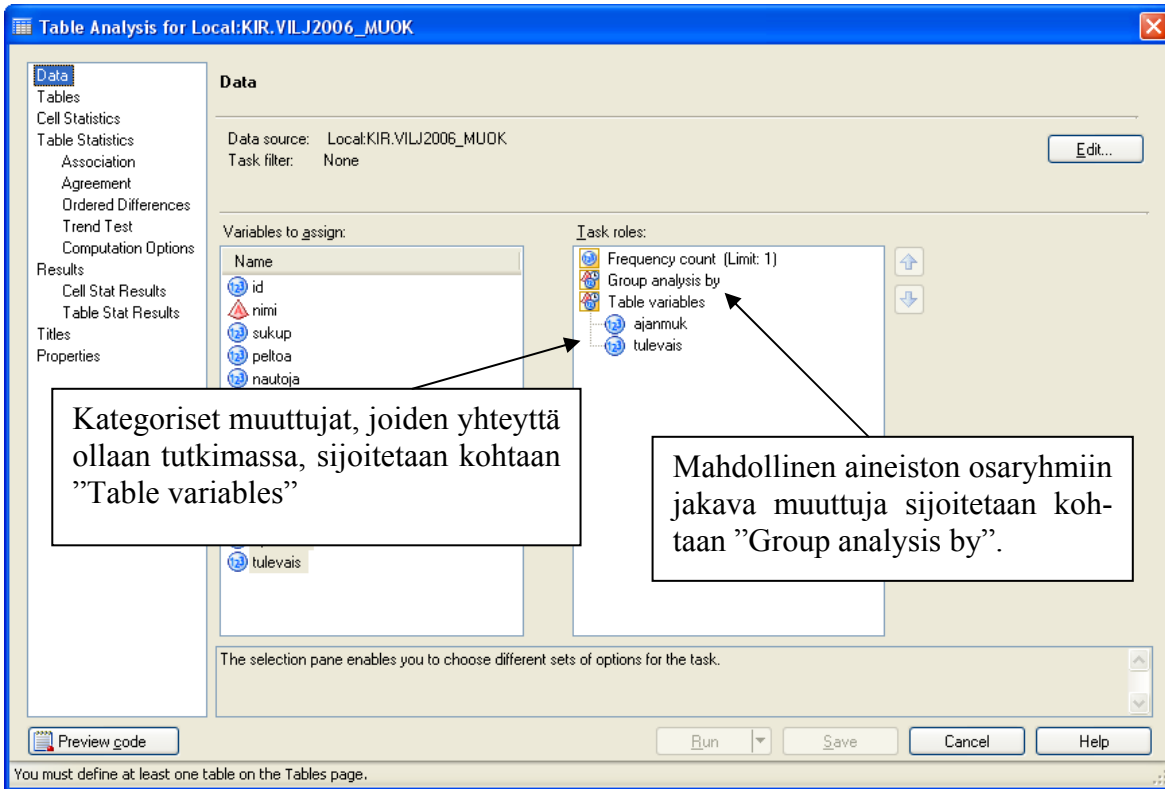 Table Analysis for Local:KIR.VILJ2006_MUOK
Data
Tables
Cell Statistics
Table Statistics
Association
Agreement
Ordered Differences
Trend Test
Computation Options
Results
Cell Stat Results
Table Stat Results
Titles
Properties
Data
Data source: Local:KIR.VILJ2006_MUOK
Task filter: None
Edit...
Variables to assign:
Name
id
nimi
sukup
peltoa
nautoja
tulevais
Task roles:
Frequency count (Limit: 1)
Group analysis by
Table variables
ajanmuk
tulevais
Kategoriset muuttujat, joiden yhteyttä
ollaan tutkimassa, sijoitetaan kohtaan
”Table variables”
Mahdollinen aineiston osaryhmiin
jakava muuttuja sijoitetaan koh-
taan ”Group analysis by”.
The selection pane enables you to choose different sets of options for the task.
Preview code
Run
Save
Cancel
Help
You must define at least one table on the Tables page.